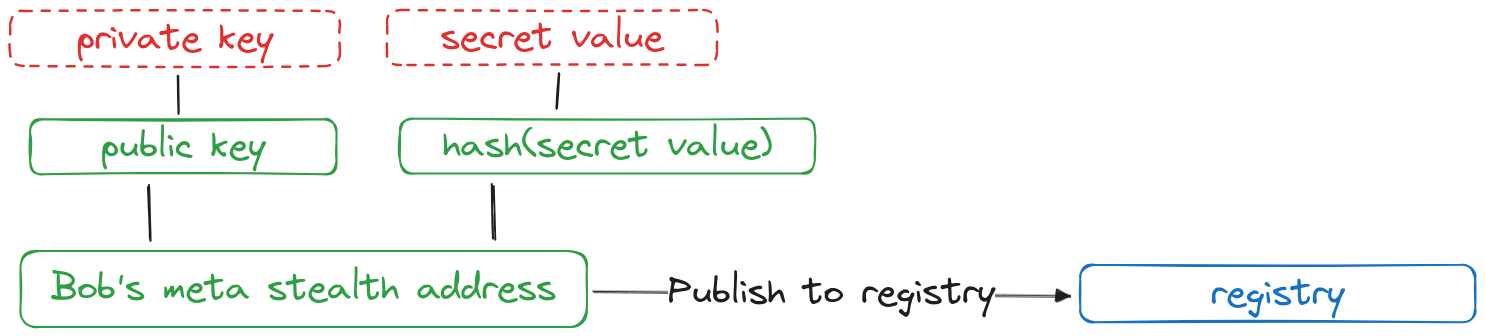 private key
secret value
public key
hash(secret value)
Bob's meta stealth address
Publish to registry
registry